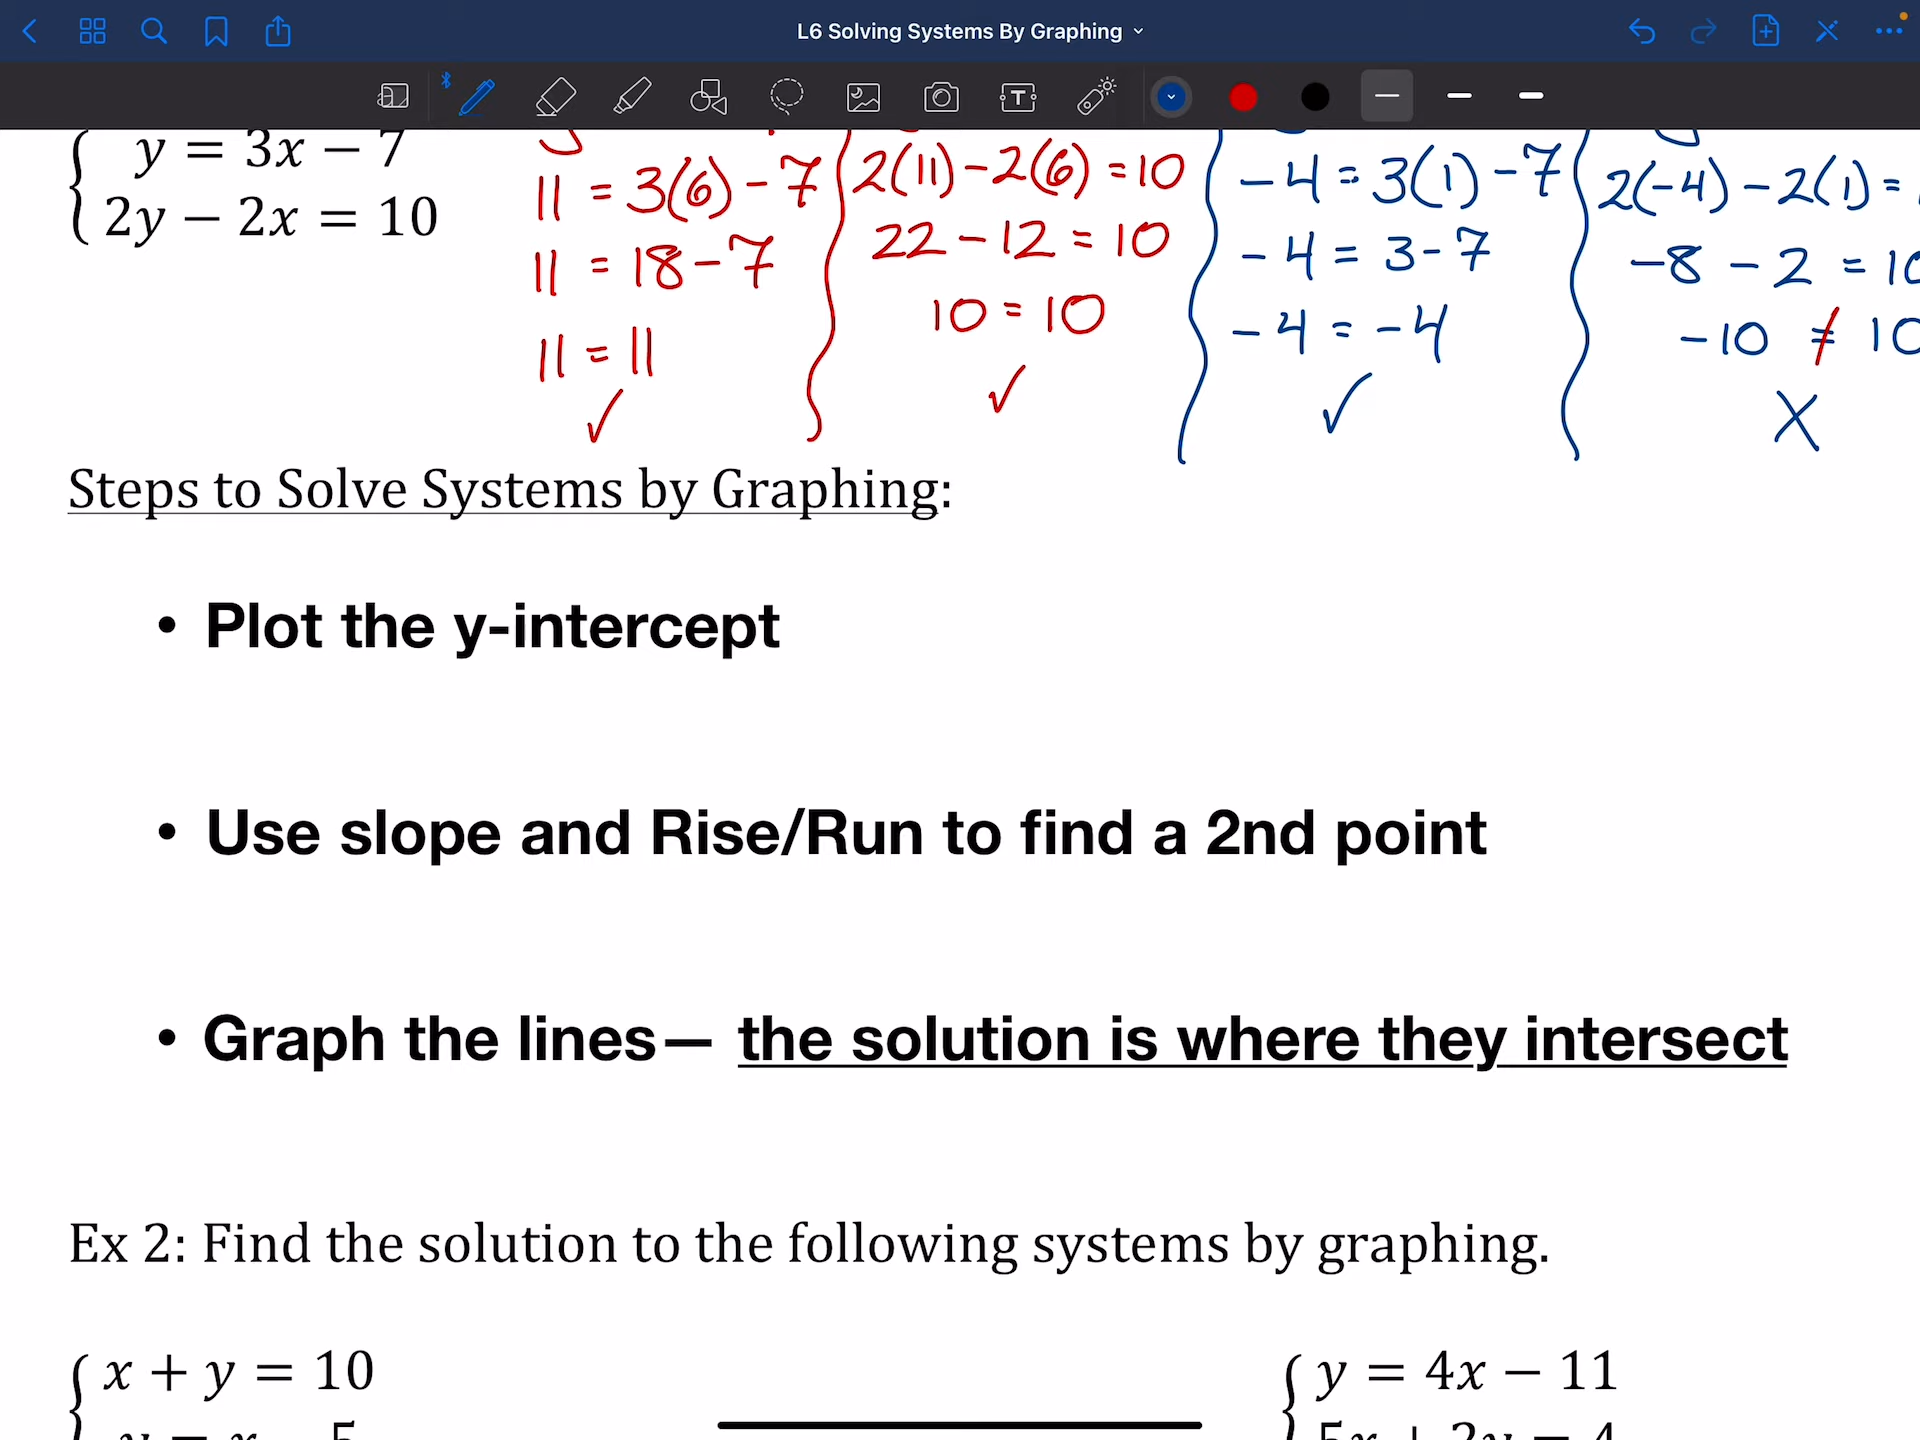 L6 Solving Systems By Graphing
y = 3x − 7
2y − 2x = 10
11 = 3(6) - 7
11 = 18 - 7
11 = 11
✓
2(11) - 2(6) = 10
22 - 12 = 10
10 = 10
✓
-4 = 3(1) - 7
-4 = 3 - 7
-4 = -4
✓
2(-4) - 2(1) =
-8 - 2 = 10
-10 ≠ 10
X
Steps to Solve Systems by Graphing:
• Plot the y-intercept
• Use slope and Rise/Run to find a 2nd point
• Graph the lines— the solution is where they intersect
Ex 2: Find the solution to the following systems by graphing.
x + y = 10
y = 4x − 11